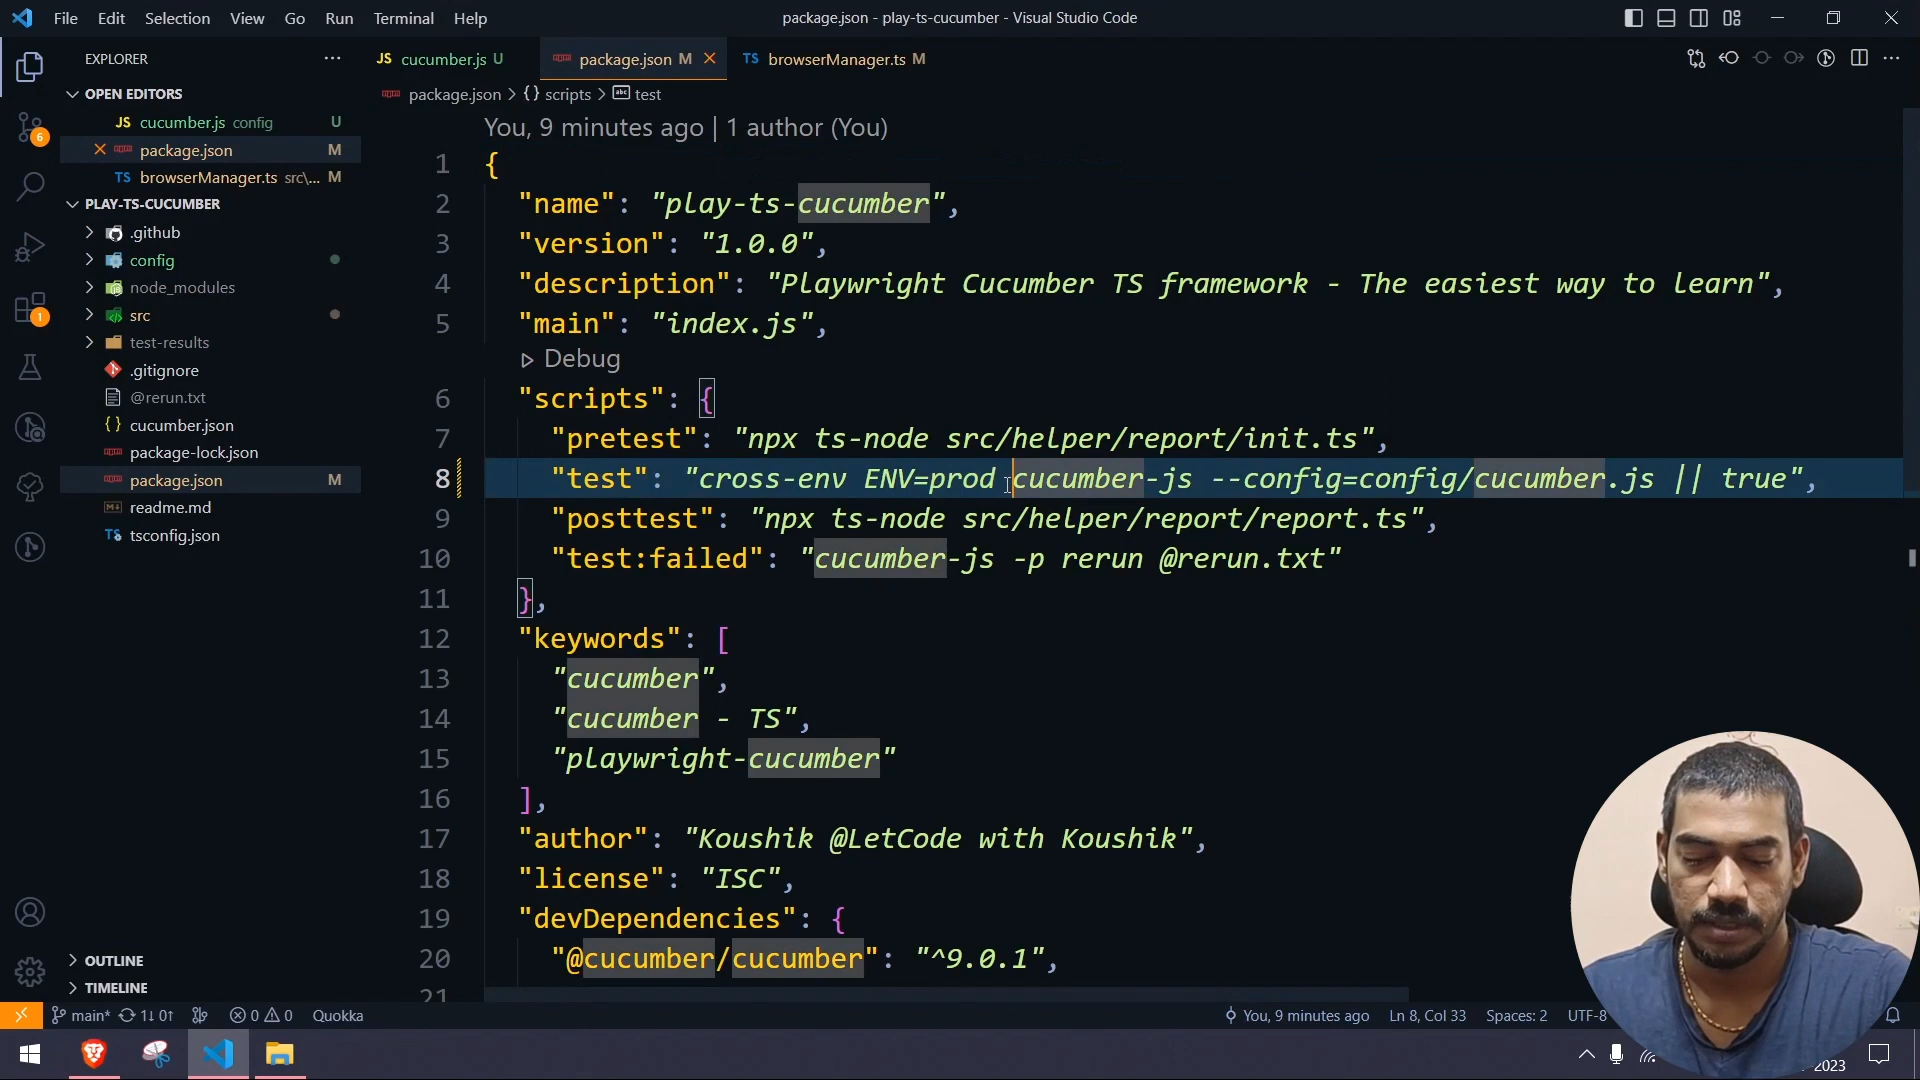 File Edit Selection View Go Run Terminal Help
package.json - play-ts-cucumber - Visual Studio Code
EXPLORER
OPEN EDITORS
JS cucumber.js config U
package.json M
TS browserManager.ts src\... M
PLAY-TS-CUCUMBER
.github
config
node_modules
src
test-results
.gitignore
@rerun.txt
{} cucumber.json
package-lock.json
package.json M
readme.md
TS tsconfig.json
OUTLINE
TIMELINE
6
1
JS cucumber.js U
package.json M
TS browserManager.ts M
package.json > {} scripts > abc test
You, 9 minutes ago | 1 author (You)
1 {
2 "name": "play-ts-cucumber",
3 "version": "1.0.0",
4 "description": "Playwright Cucumber TS framework - The easiest way to learn",
5 "main": "index.js",
Debug
6 "scripts": {
7 "pretest": "npx ts-node src/helper/report/init.ts",
8 "test": "cross-env ENV=prod cucumber-js --config=config/cucumber.js || true",
9 "posttest": "npx ts-node src/helper/report/report.ts",
10 "test:failed": "cucumber-js -p rerun @rerun.txt"
11 },
12 "keywords": [
13 "cucumber",
14 "cucumber - TS",
15 "playwright-cucumber"
16 ],
17 "author": "Koushik @LetCode with Koushik",
18 "license": "ISC",
19 "devDependencies": {
20 "@cucumber/cucumber": "^9.0.1",
21
main* 1↓ 0↑ 0 0 Quokka
You, 9 minutes ago Ln 8, Col 33 Spaces: 2 UTF-8
2023